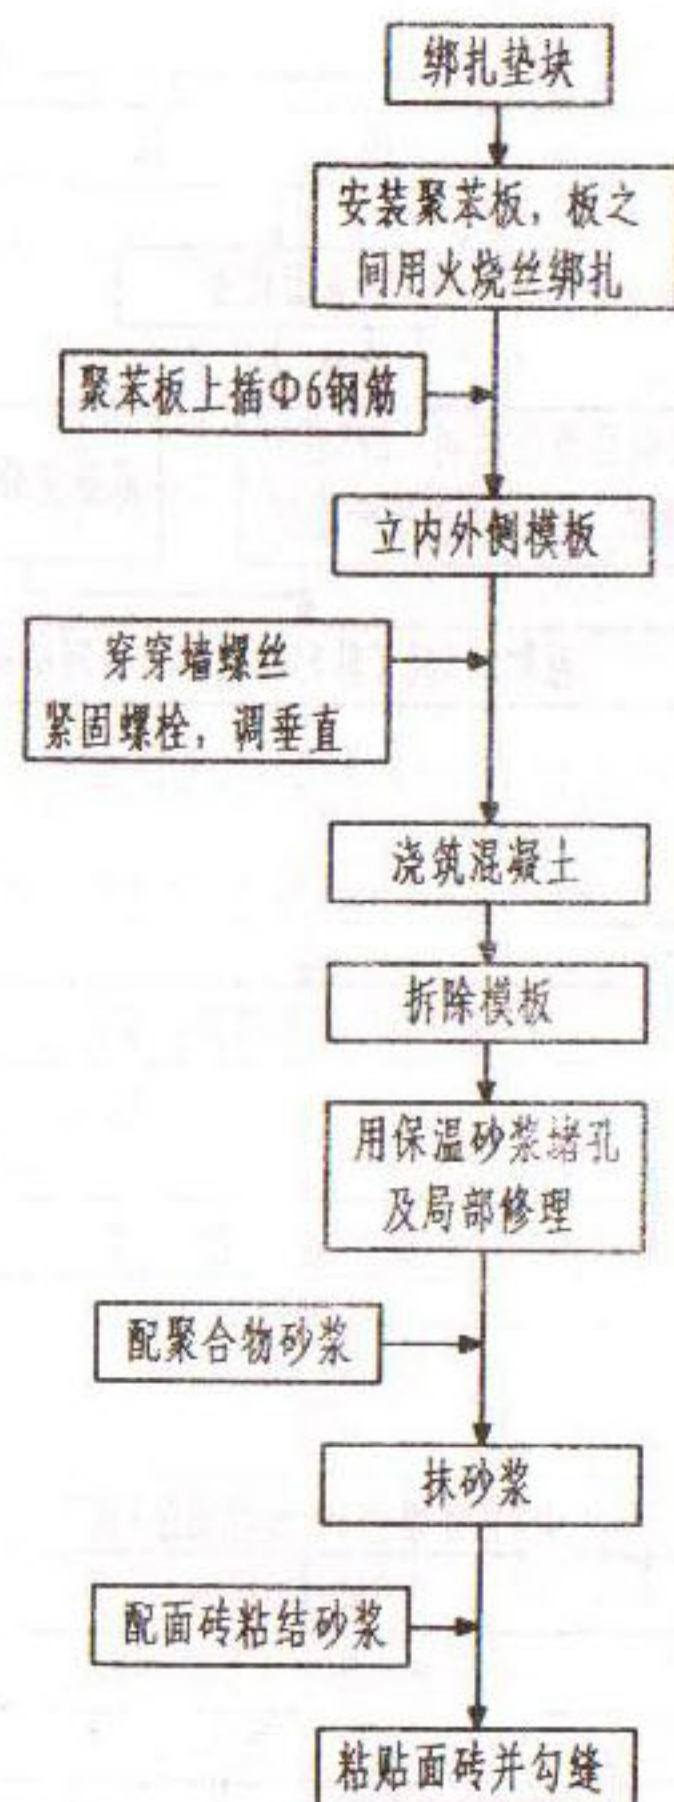 绑扎垫块
安装聚苯板，板之
间用火烧丝绑扎
聚苯板上插Φ6钢筋
立内外侧模板
穿穿墙螺丝
紧固螺栓，调垂直
浇筑混凝土
拆除模板
用保温砂浆堵孔
及局部修理
配聚合物砂浆
抹砂浆
配面砖粘结砂浆
粘贴面砖并勾缝